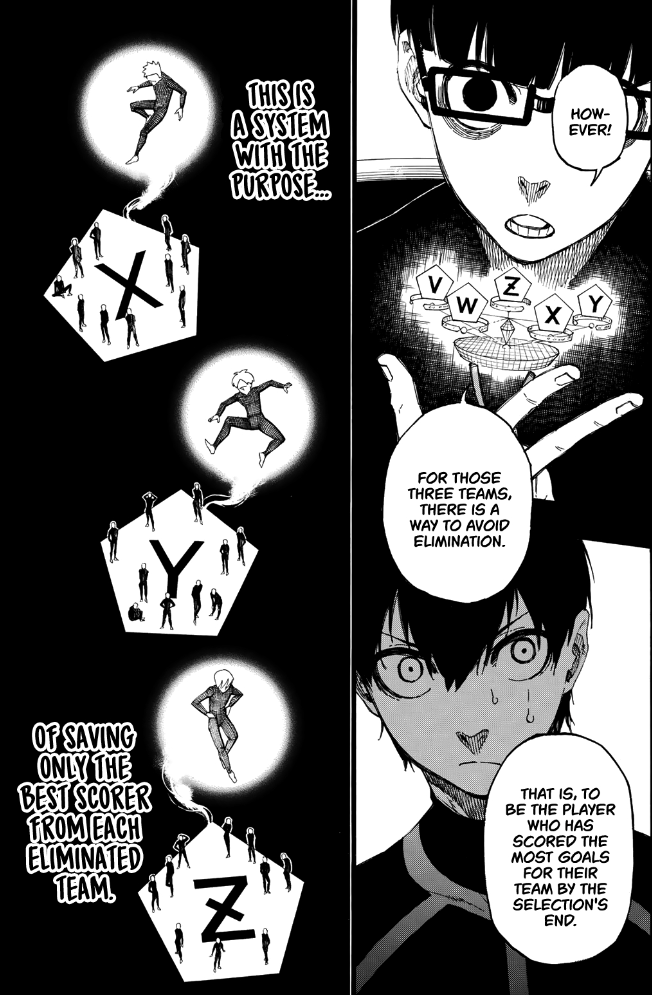 HOW-
EVER!
V
W
Z
X
Y
FOR THOSE
THREE TEAMS,
THERE IS A
WAY TO AVOID
ELIMINATION.
THAT IS, TO
BE THE PLAYER
WHO HAS
SCORED THE
MOST GOALS
FOR THEIR
TEAM BY THE
SELECTION'S
END.
THIS IS
A SYSTEM
WITH THE
PURPOSE...
X
Y
OF SAVING
ONLY THE
BEST SCORER
FROM EACH
ELIMINATED
TEAM.
Z